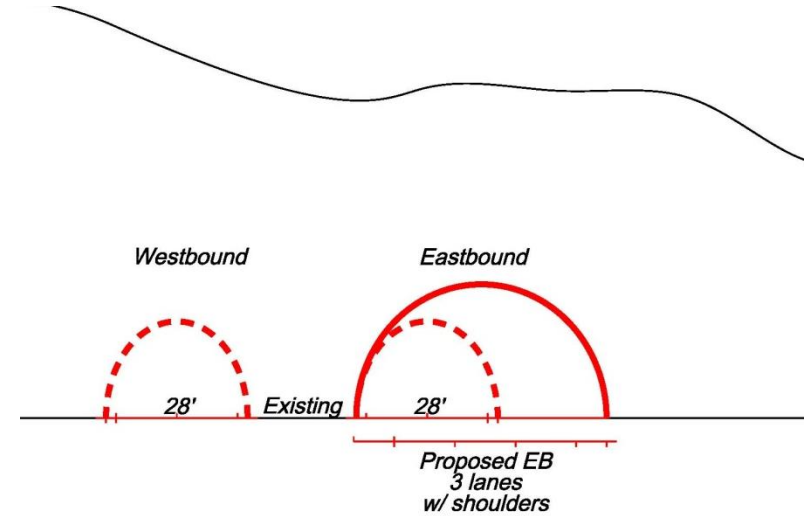 Westbound
Eastbound
28'
Existing
28'
Proposed EB
3 lanes
w/ shoulders